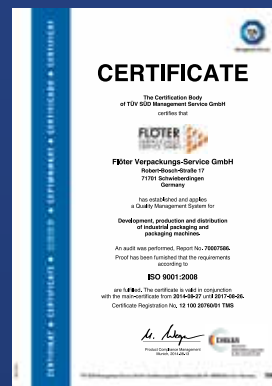 CERTIFICATE
The Certification Body
of TÜV SÜD Management Service GmbH
certifies that
FLÖTER
Flöter Verpackungs-Service GmbH
Robert-Bosch-Straße 17
71701 Schwieberdingen
Germany
has established and applies
a Quality Management System for
Development, production and distribution
of industrial packaging and
packaging machines.
An audit was performed, Report No. 70007586.
Proof has been furnished that the requirements
according to
ISO 9001:2008
are fulfilled. The certificate is valid in conjunction
with the main-certificate from 2014-08-27 until 2017-08-26.
Certificate Registration No. 12 100 20760/01 TMS
Product Compliance Management